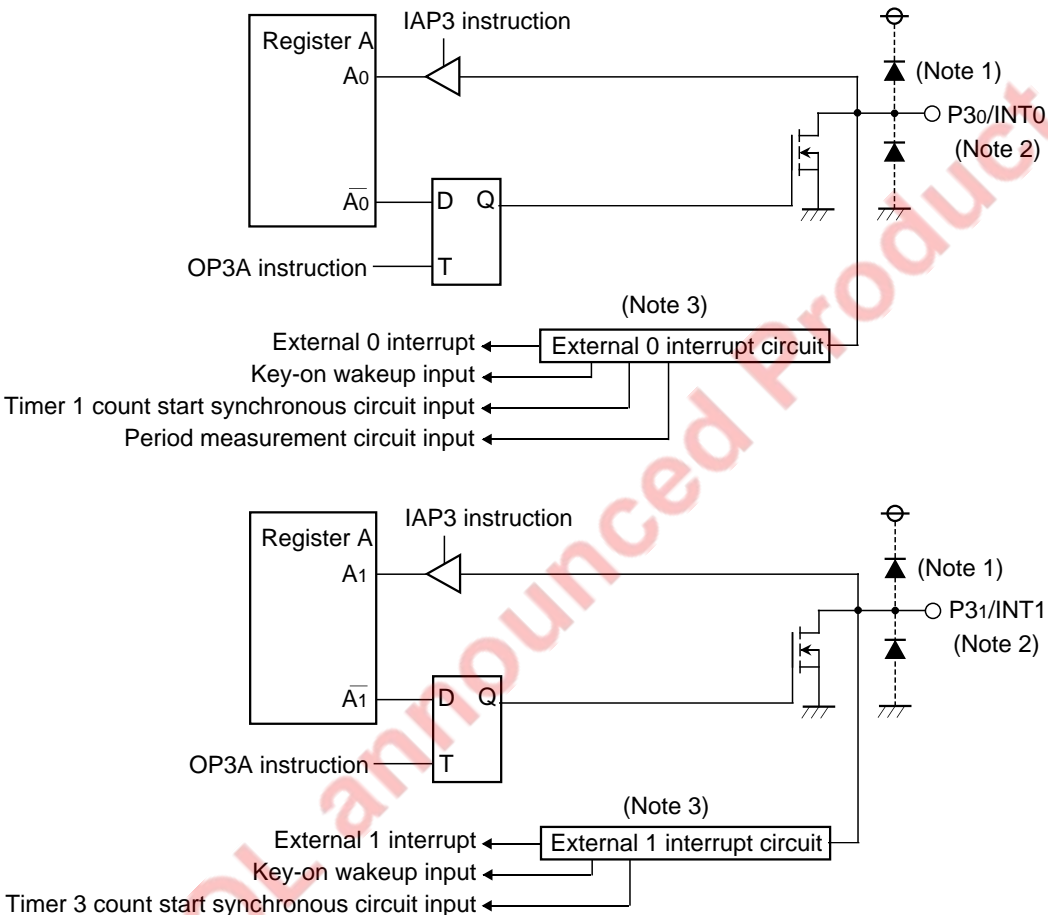 IAP3 instruction
Register A
A0
(Note 1)
P30/INT0
(Note 2)
A0
D Q
OP3A instruction
T
(Note 3)
External 0 interrupt
External 0 interrupt circuit
Key-on wakeup input
Timer 1 count start synchronous circuit input
Period measurement circuit input
IAP3 instruction
Register A
A1
(Note 1)
P31/INT1
(Note 2)
A1
D Q
OP3A instruction
T
(Note 3)
External 1 interrupt
External 1 interrupt circuit
Key-on wakeup input
Timer 3 count start synchronous circuit input
OL announced Product